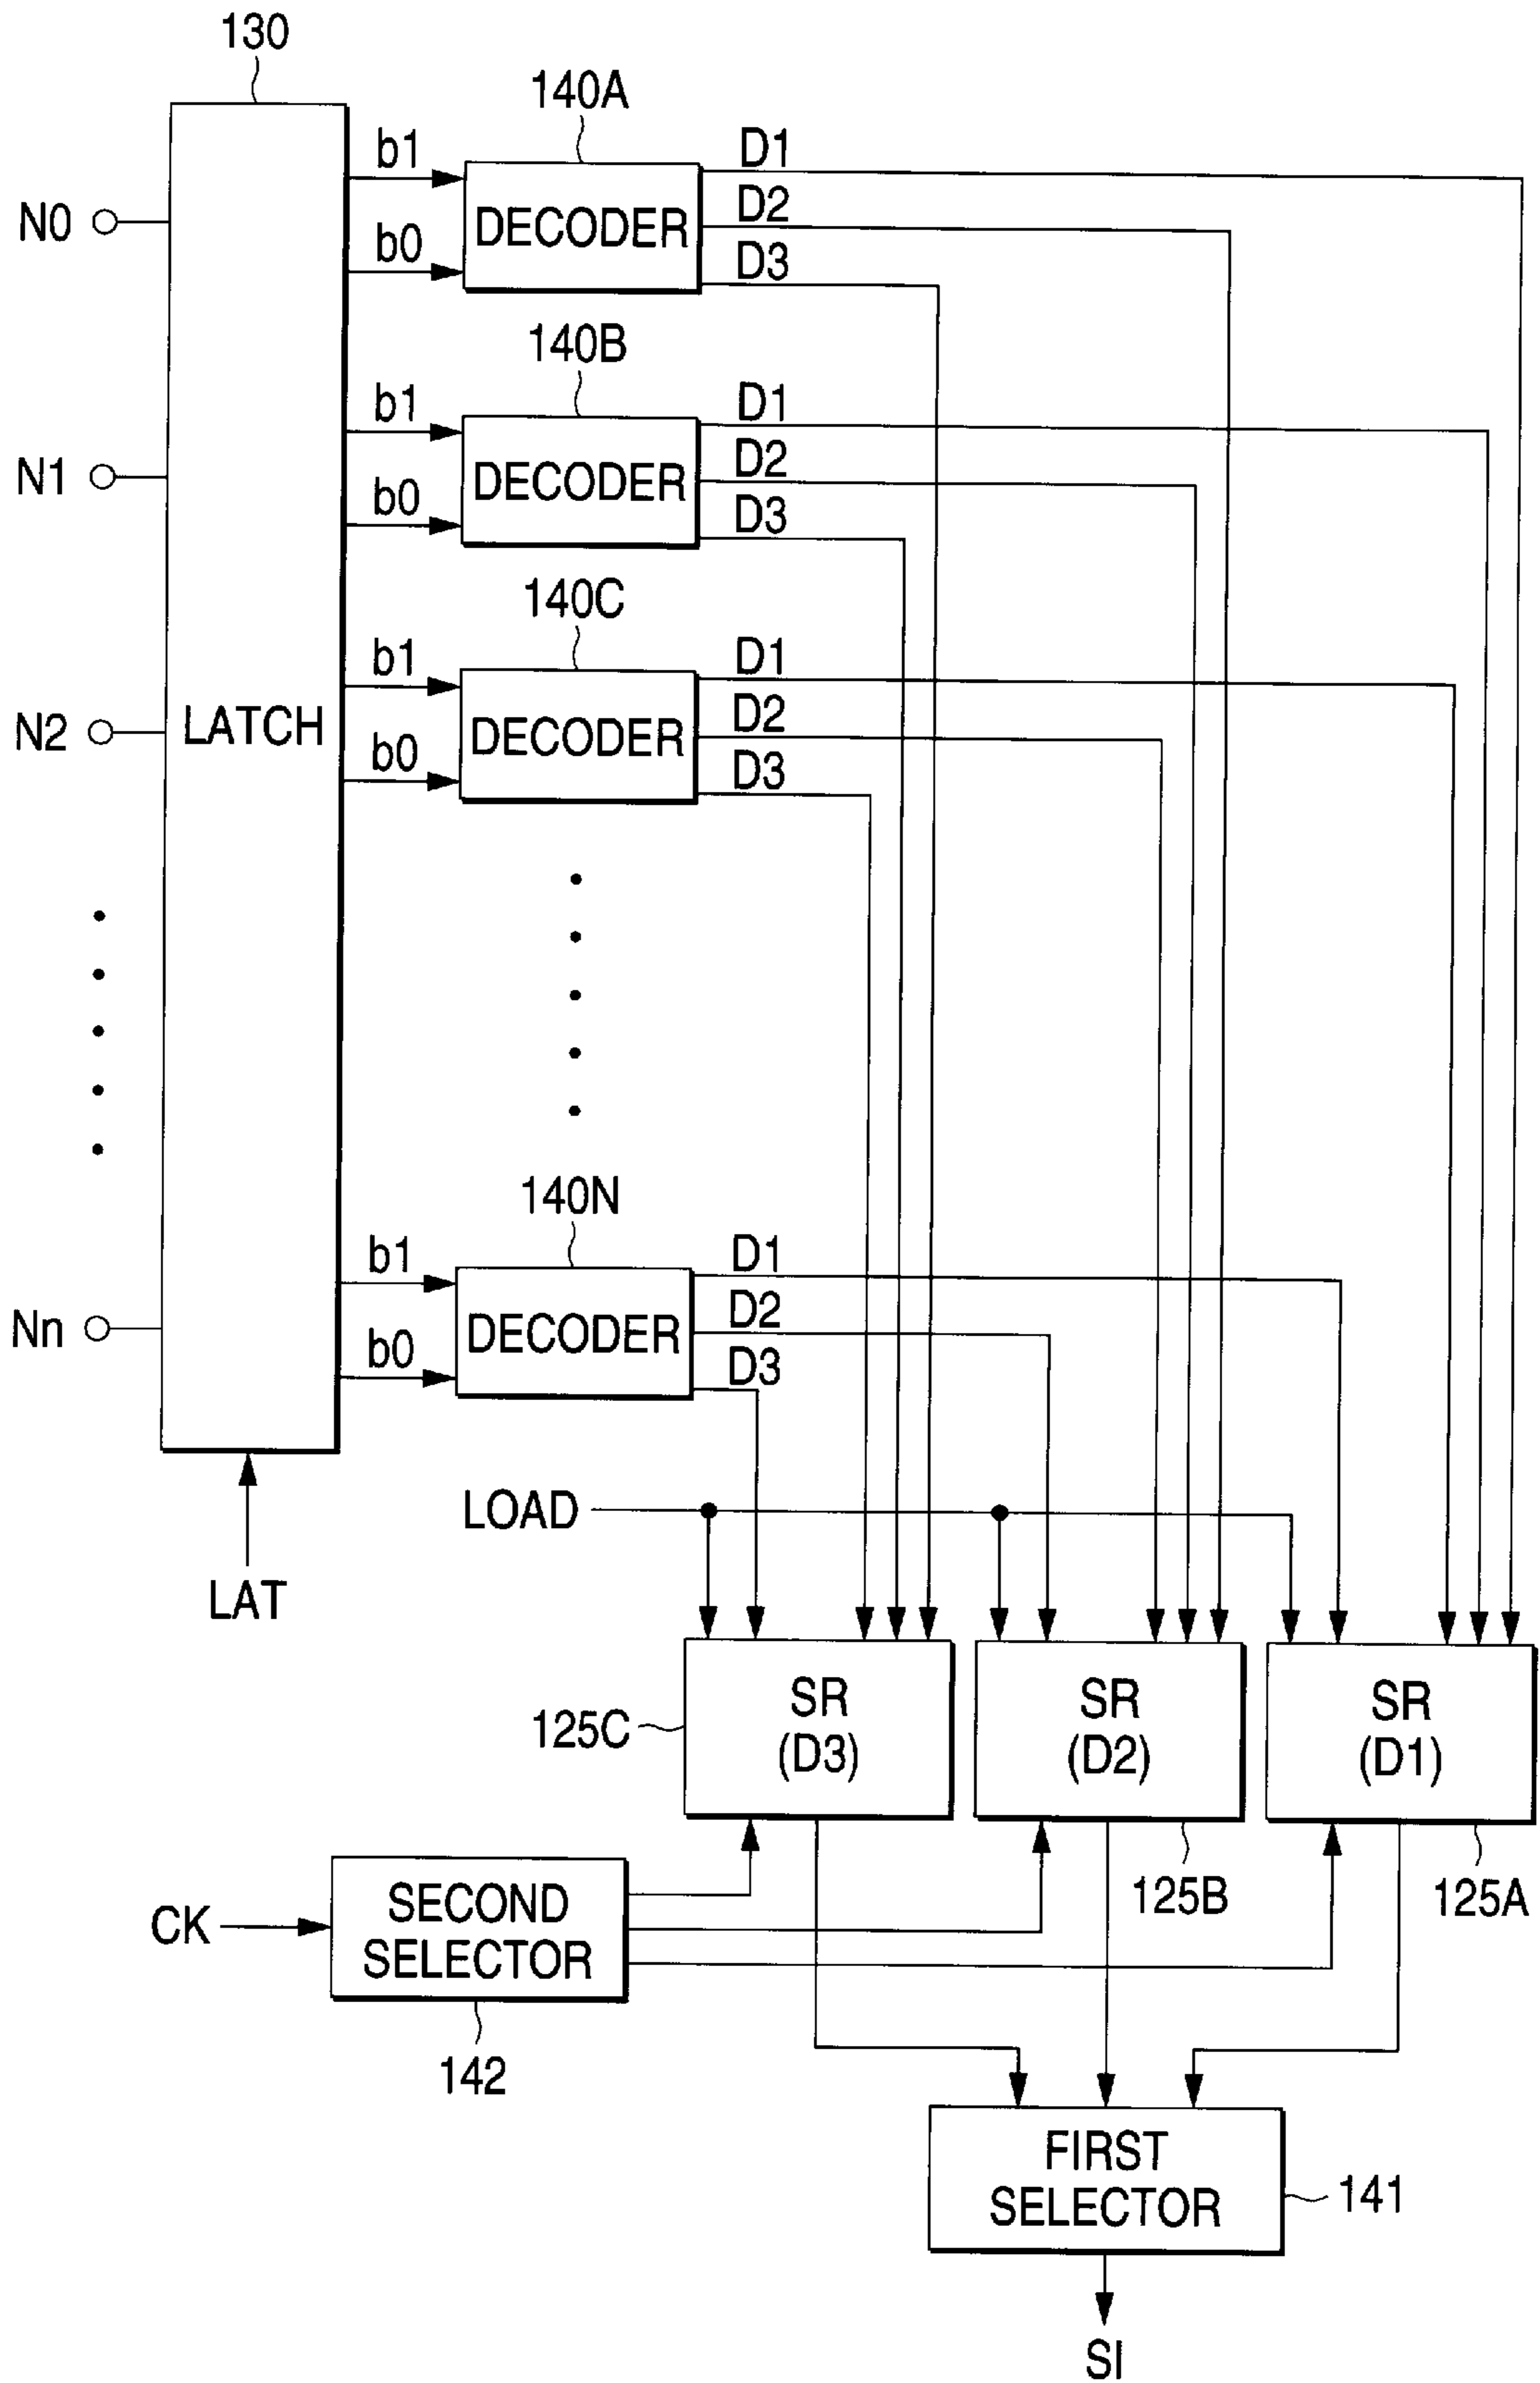 130
140A
b1
D1
N0
DECODER
D2
b0
D3
140B
b1
D1
N1
DECODER
D2
b0
D3
140C
b1
D1
N2
LATCH
DECODER
D2
b0
D3
140N
b1
D1
Nn
DECODER
D2
b0
D3
LOAD
LAT
SR
(D3)
SR
(D2)
SR
(D1)
125C
125B
125A
CK
SECOND
SELECTOR
142
FIRST
SELECTOR
141
SI